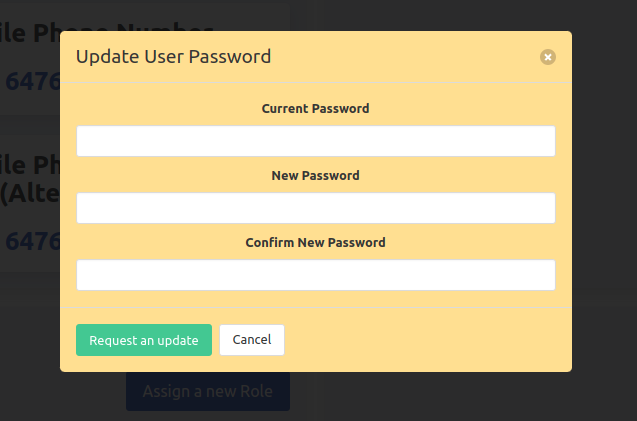 ile Phone Number
6476
Update User Password
Current Password
New Password
Confirm New Password
ile Ph
(Alte
6476
Request an update
Cancel
Assign a new Role